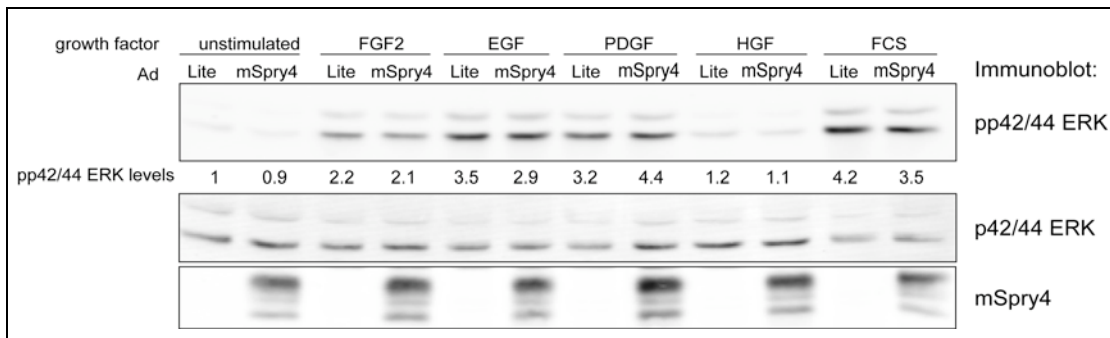 growth factor unstimulated FGF2 EGF PDGF HGF FCS
Ad Lite mSpry4 Lite mSpry4 Lite mSpry4 Lite mSpry4 Lite mSpry4 Lite mSpry4 Immunoblot:
pp42/44 ERK
pp42/44 ERK levels 1 0.9 2.2 2.1 3.5 2.9 3.2 4.4 1.2 1.1 4.2 3.5
p42/44 ERK
mSpry4